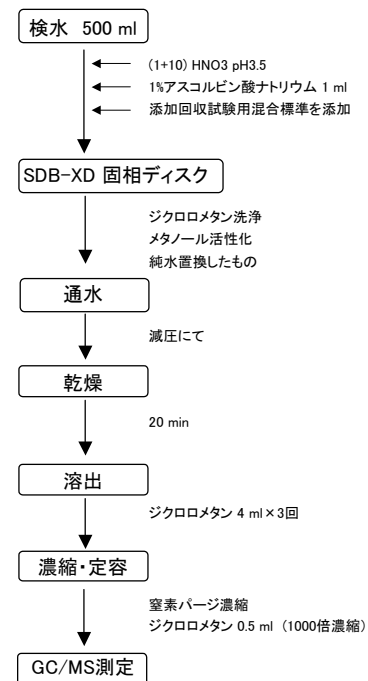 検水 500 ml
(1+10) HNO3 pH3.5
1%アスコルビン酸ナトリウム 1 ml
添加回収試験用混合標準を添加
SDB-XD 固相ディスク
ジクロロメタン洗浄
メタノール活性化
純水置換したもの
通水
減圧にて
乾燥
20 min
溶出
ジクロロメタン 4 ml×3回
濃縮・定容
窒素パージ濃縮
ジクロロメタン 0.5 ml (1000倍濃縮)
GC/MS測定